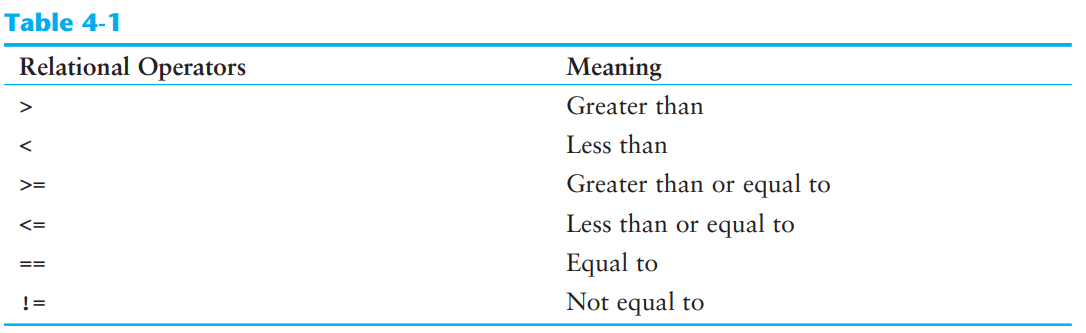 Table 4-1
Relational Operators Meaning
> Greater than
< Less than
>= Greater than or equal to
<= Less than or equal to
== Equal to
!= Not equal to